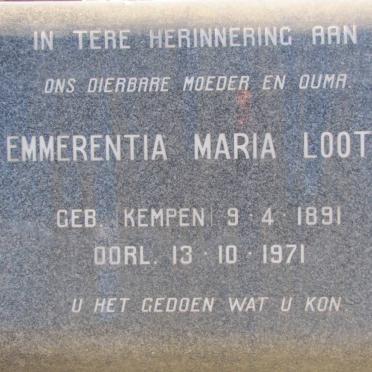 IN TERE HERINNERING AAN
ONS DIERBARE MOEDER EN OUMA.
EMMERENTIA MARIA LOOT
GEB. KEMPEN 9·4·1891
OORL. 13·10·1971
U HET GEDOEN WAT U KON.